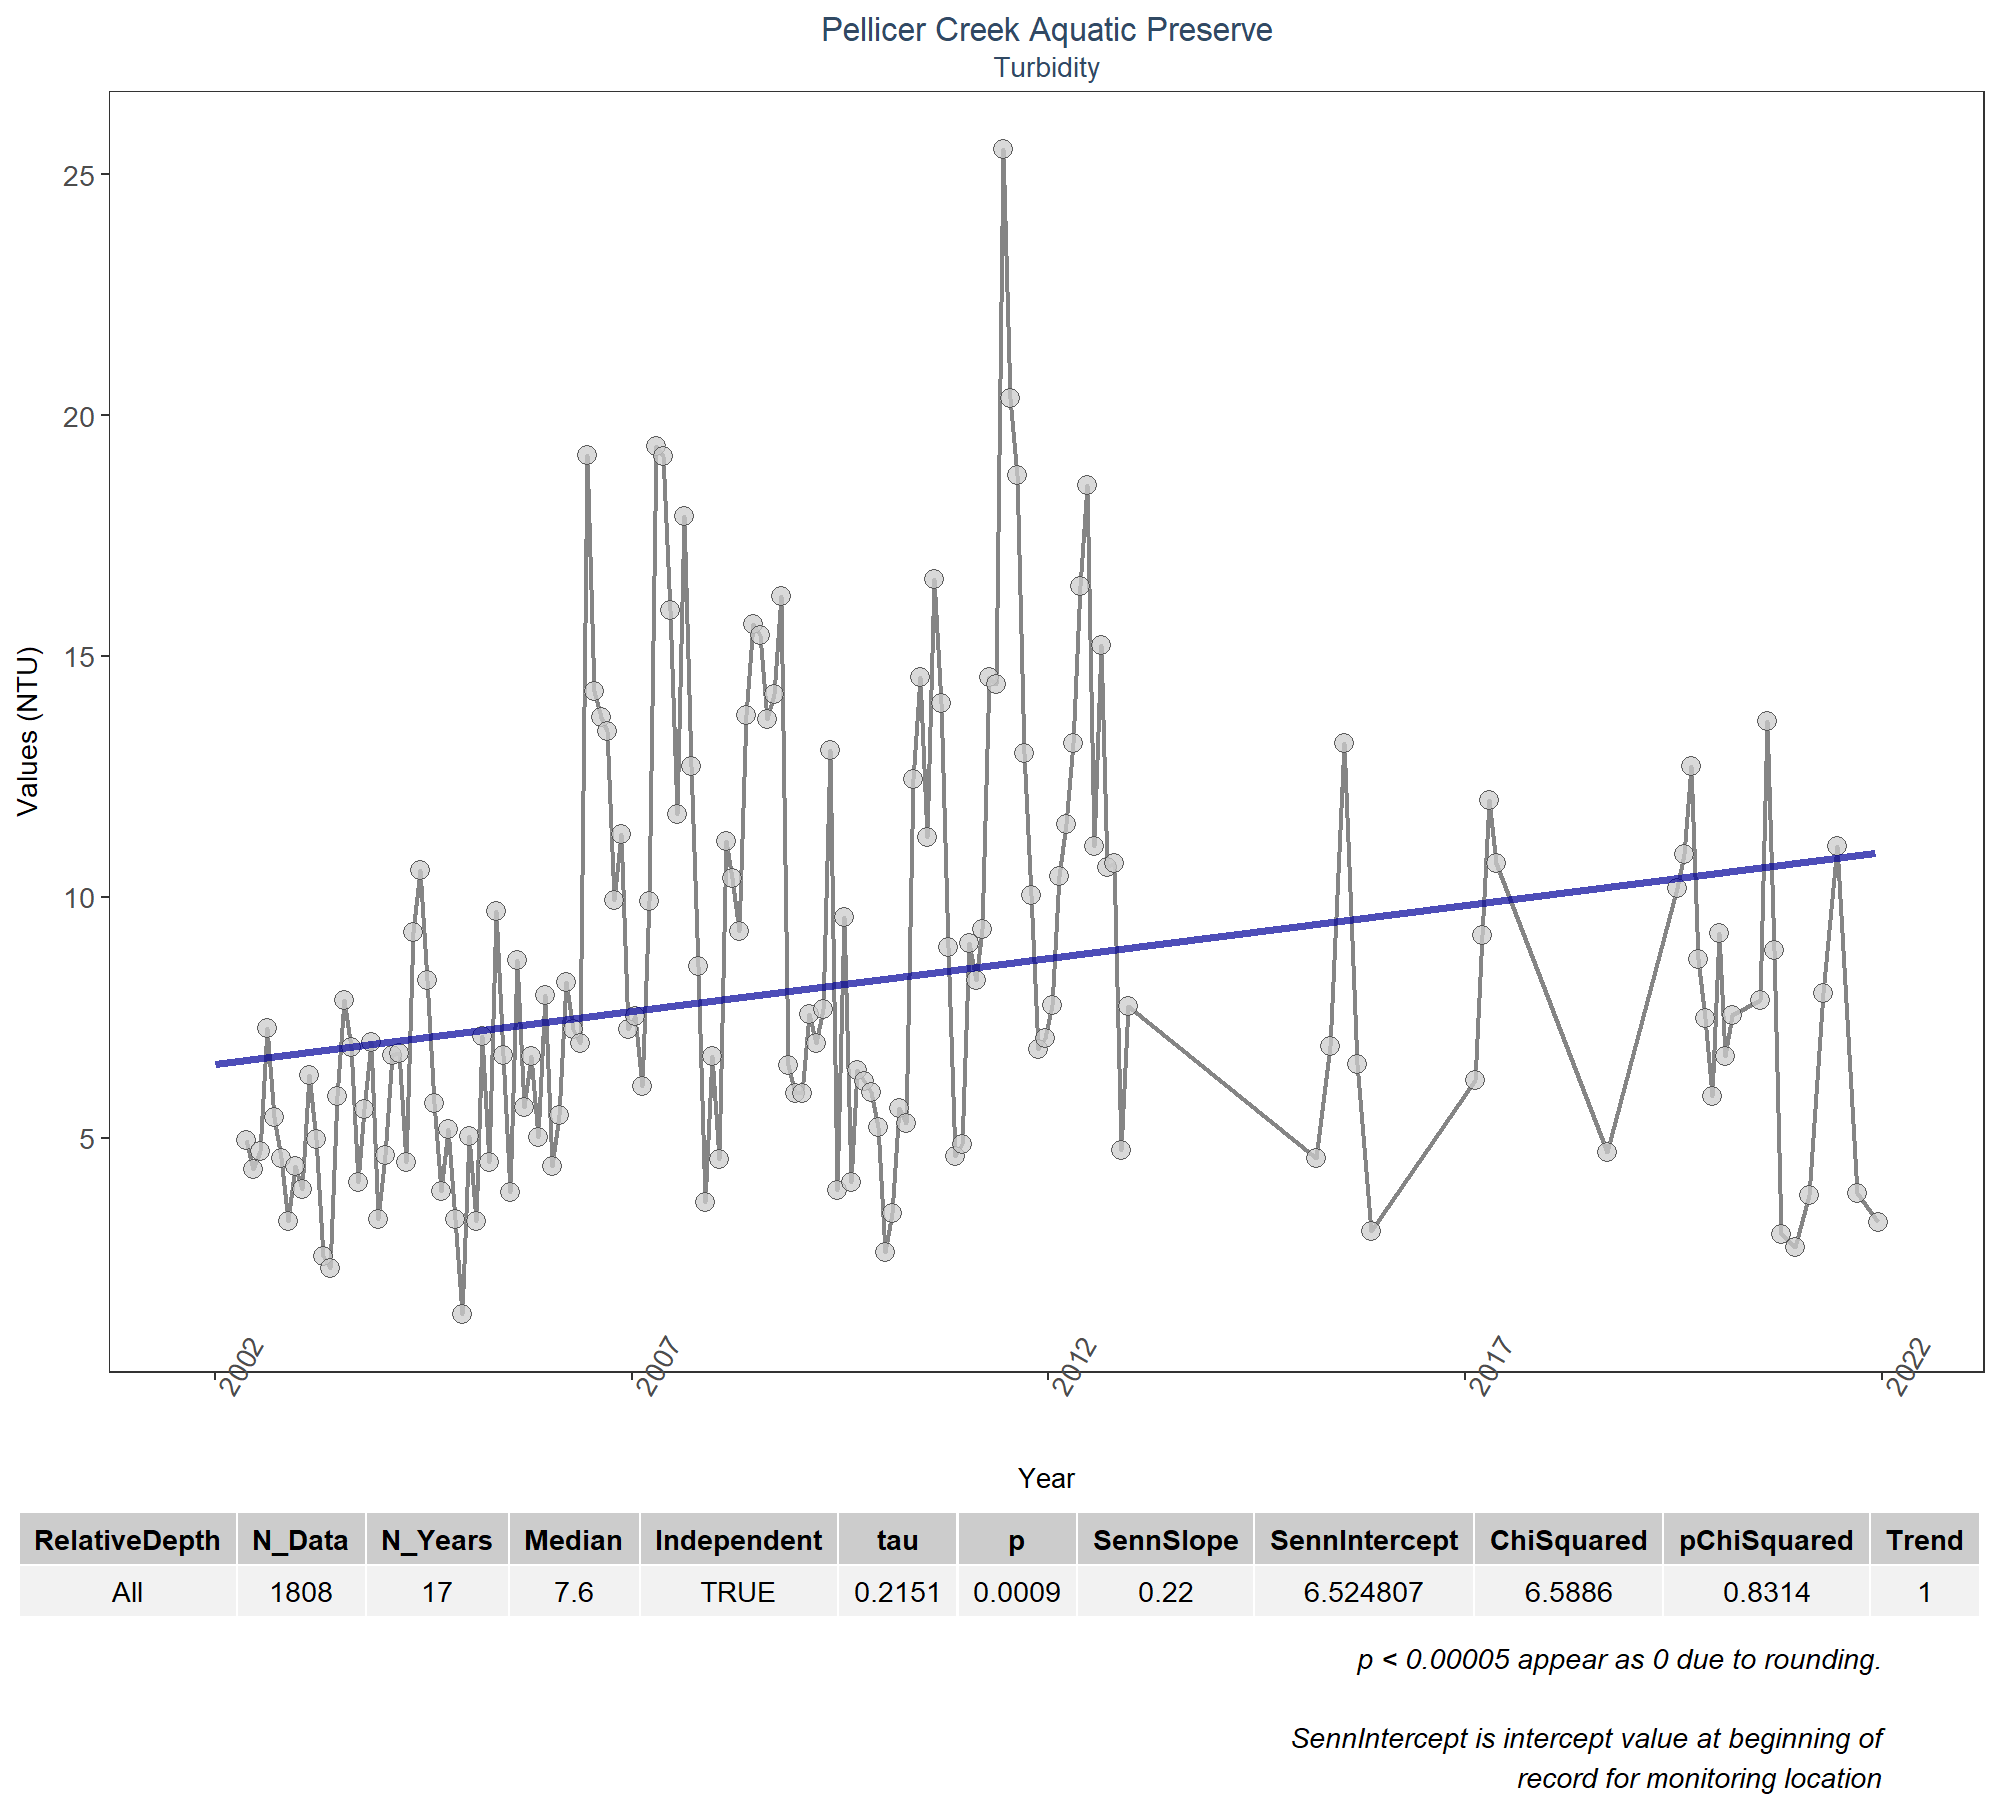 Pellicer Creek Aquatic Preserve
Turbidity
25
20
15
10
5
Values (NTU)
2002 2007 2012 2017 2022
Year
RelativeDepth N_Data N_Years Median Independent tau p SennSlope SennIntercept ChiSquared pChiSquared Trend
All 1808 17 7.6 TRUE 0.2151 0.0009 0.22 6.524807 6.5886 0.8314 1
p < 0.00005 appear as 0 due to rounding.
SennIntercept is intercept value at beginning of
record for monitoring location